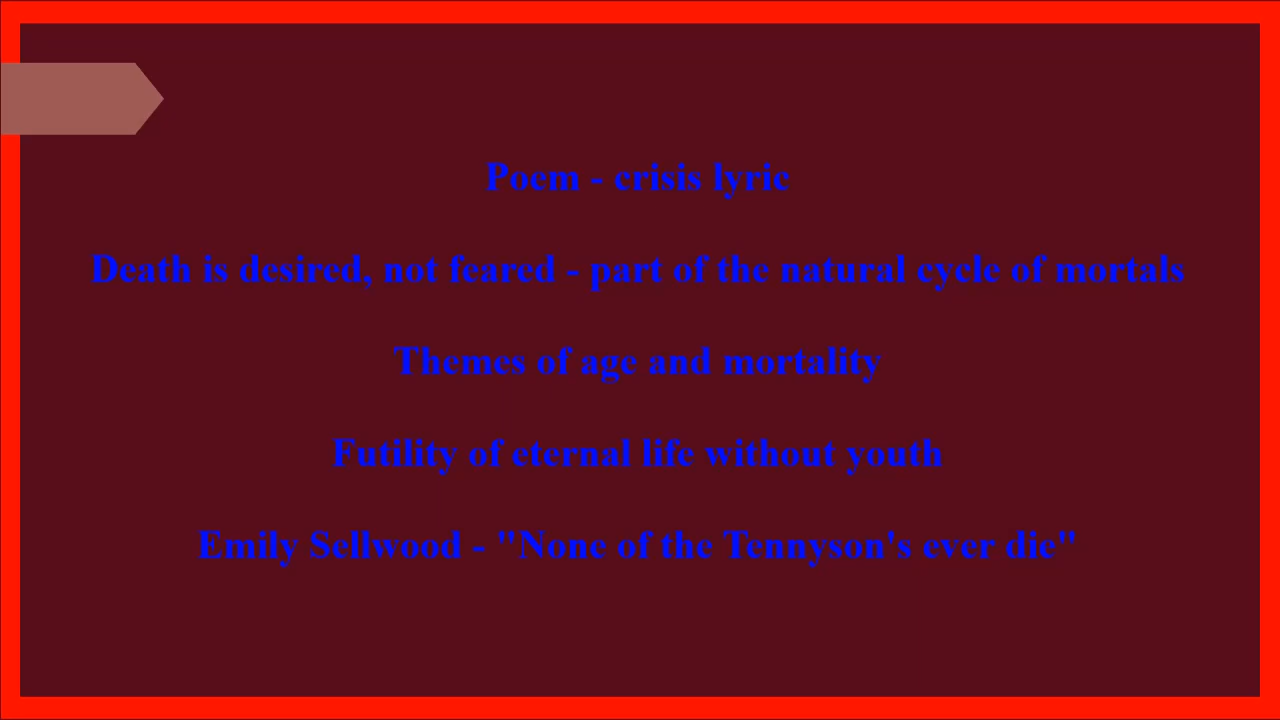 Poem - crisis lyric
Death is desired, not feared - part of the natural cycle of mortals
Themes of age and mortality
Futility of eternal life without youth
Emily Sellwood - "None of the Tennyson's ever die"